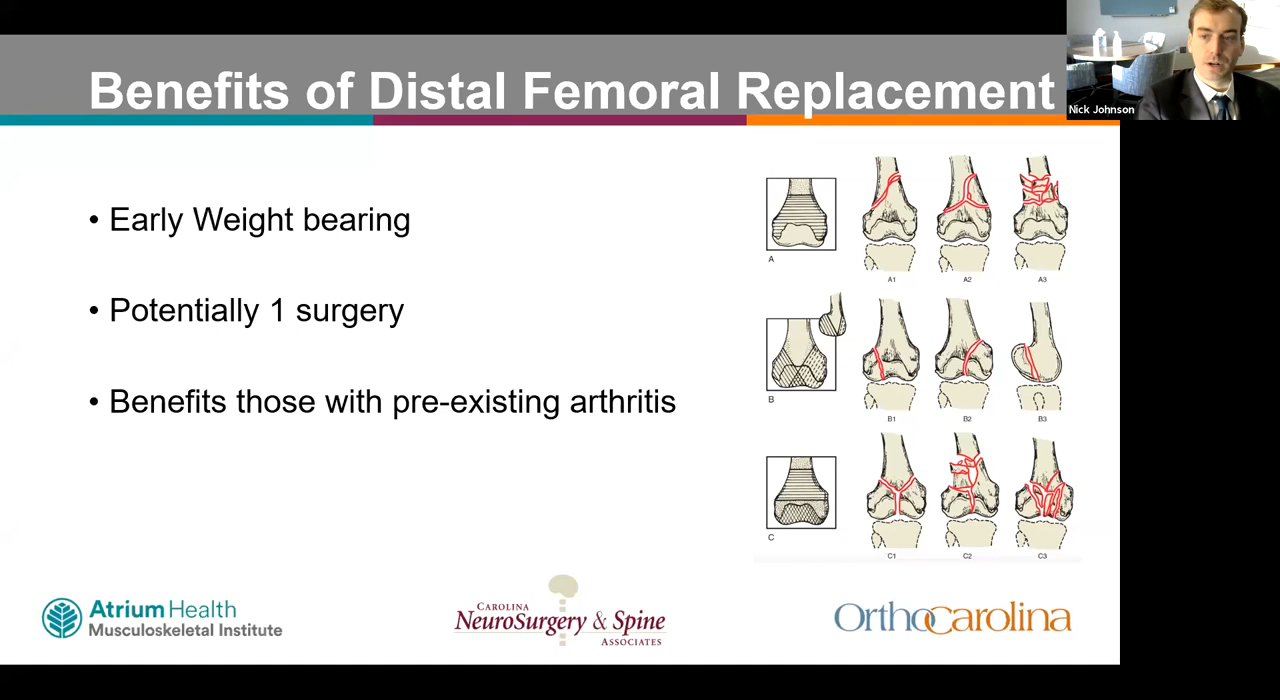 Benefits of Distal Femoral Replacement
Nick Johnson
• Early Weight bearing
• Potentially 1 surgery
• Benefits those with pre-existing arthritis
A
A1
A2
A3
B
B1
B2
B3
C
C1
C2
C3
Atrium Health
Musculoskeletal Institute
CAROLINA
NEUROSURGERY & SPINE
ASSOCIATES
OrthoCarolina